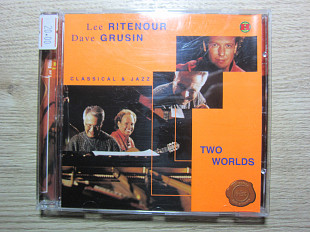 Lee RITENOUR
Dave GRUSIN
CLASSICAL & JAZZ
TWO
WORLDS